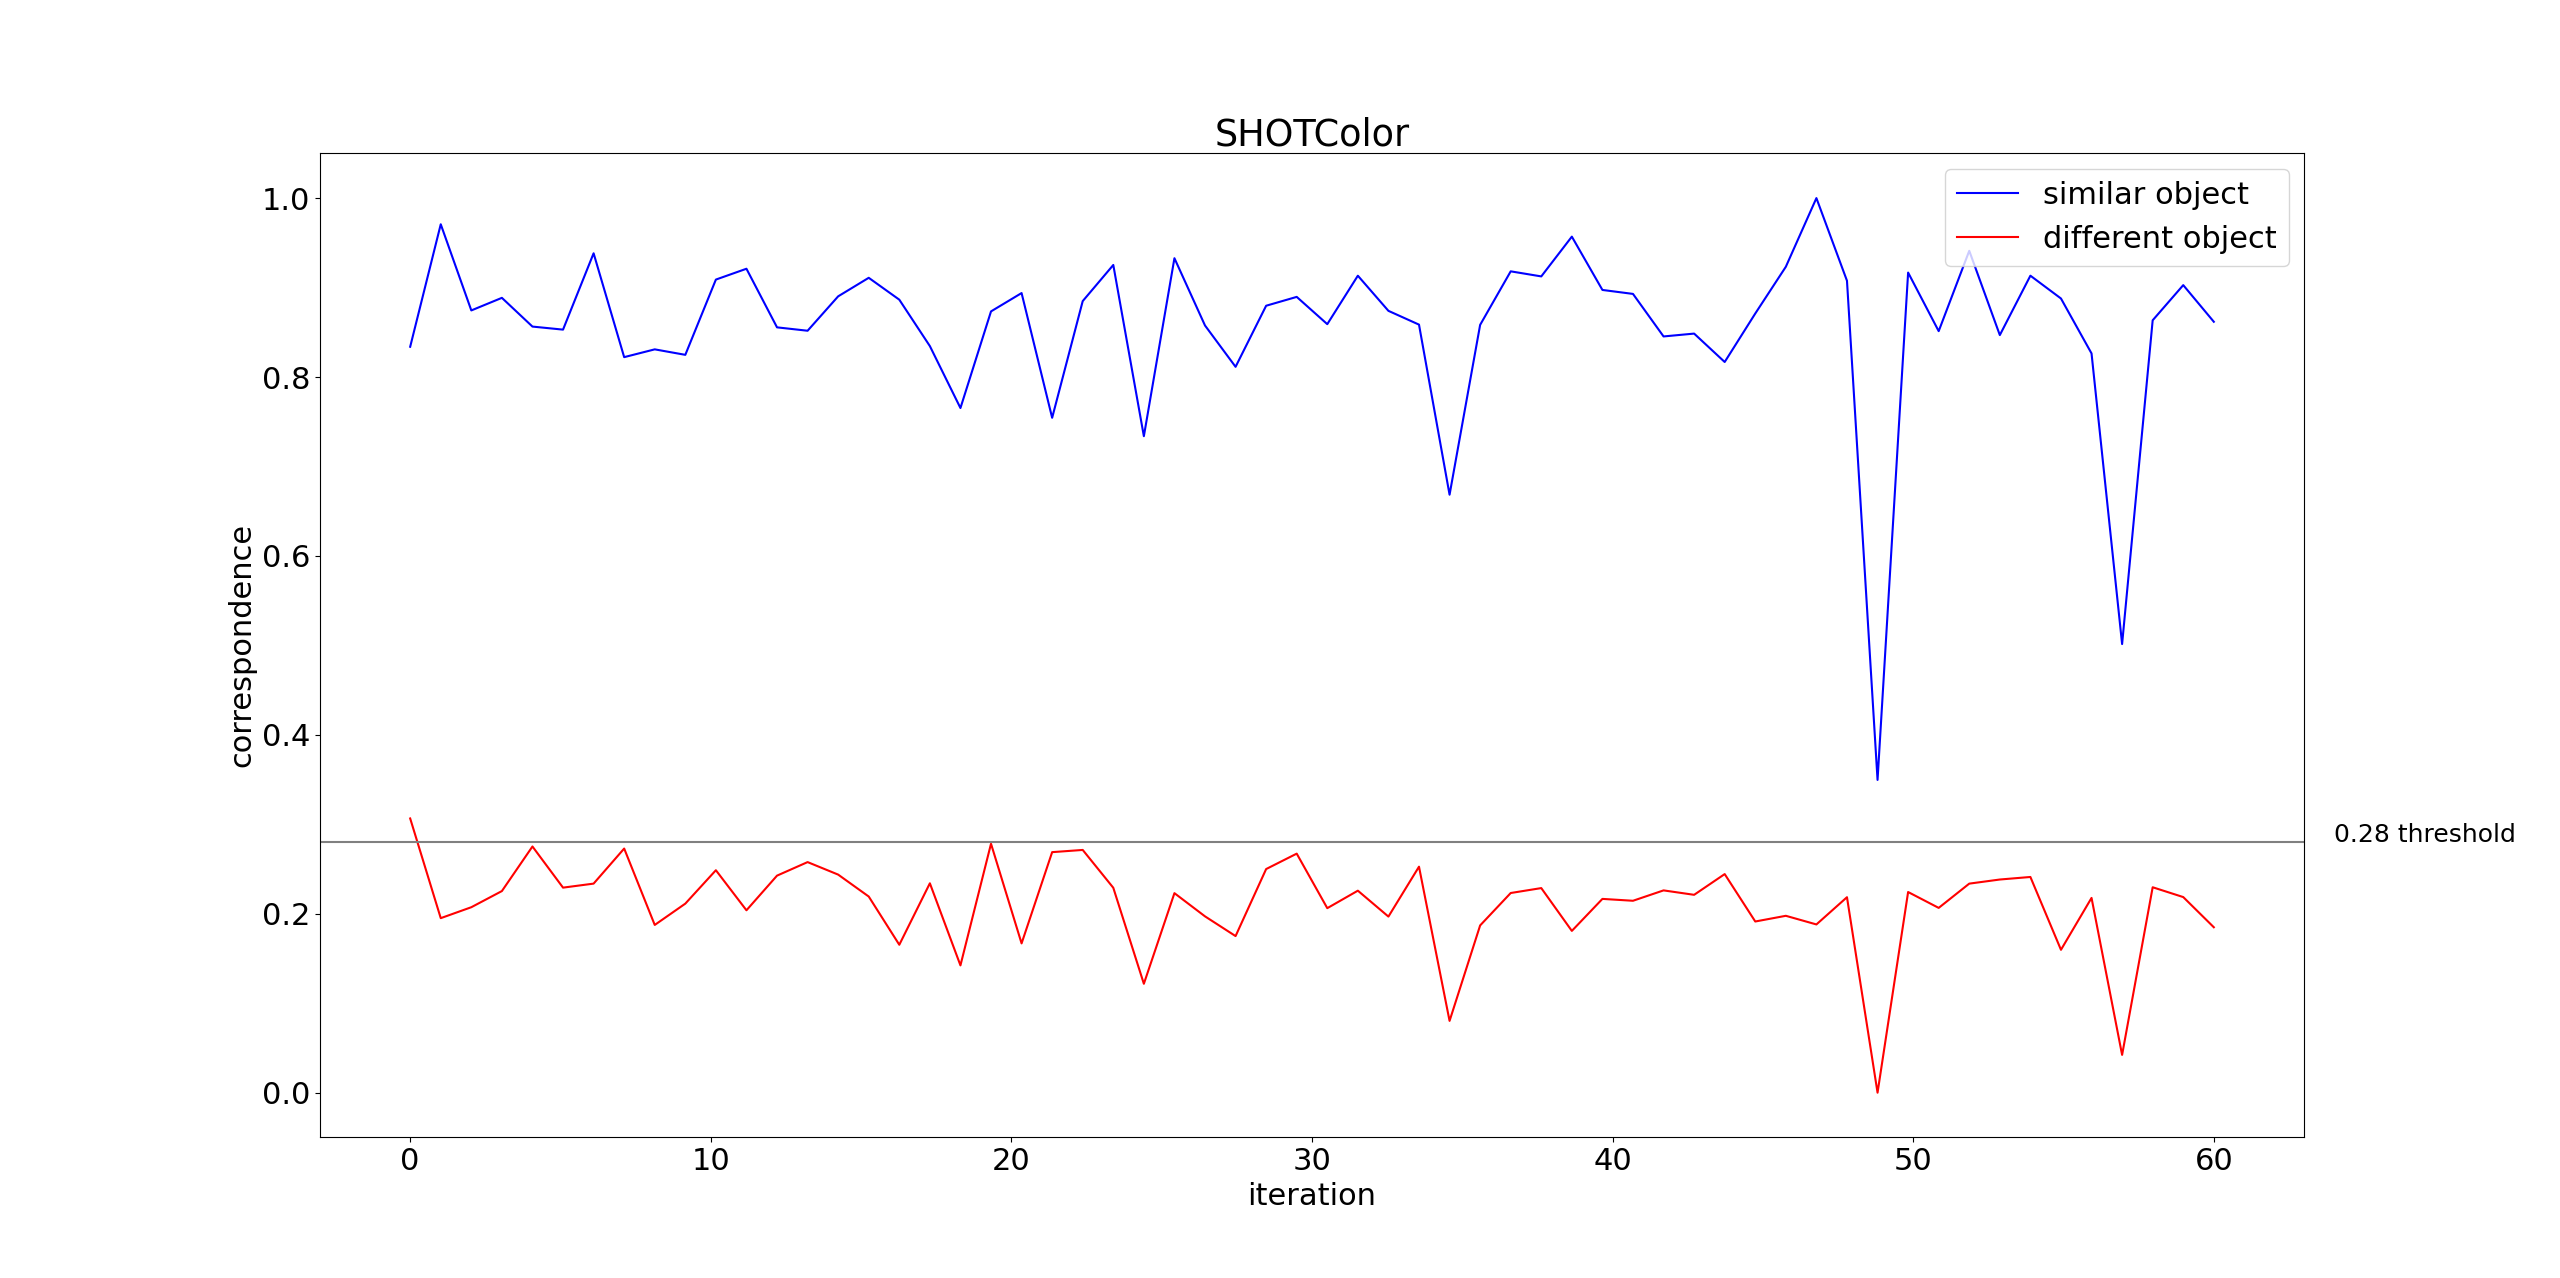 SHOTColor
1.0
0.8
0.6
0.4
0.2
0.0
correspondence
similar object
different object
0.28 threshold
0 10 20 30 40 50 60
iteration